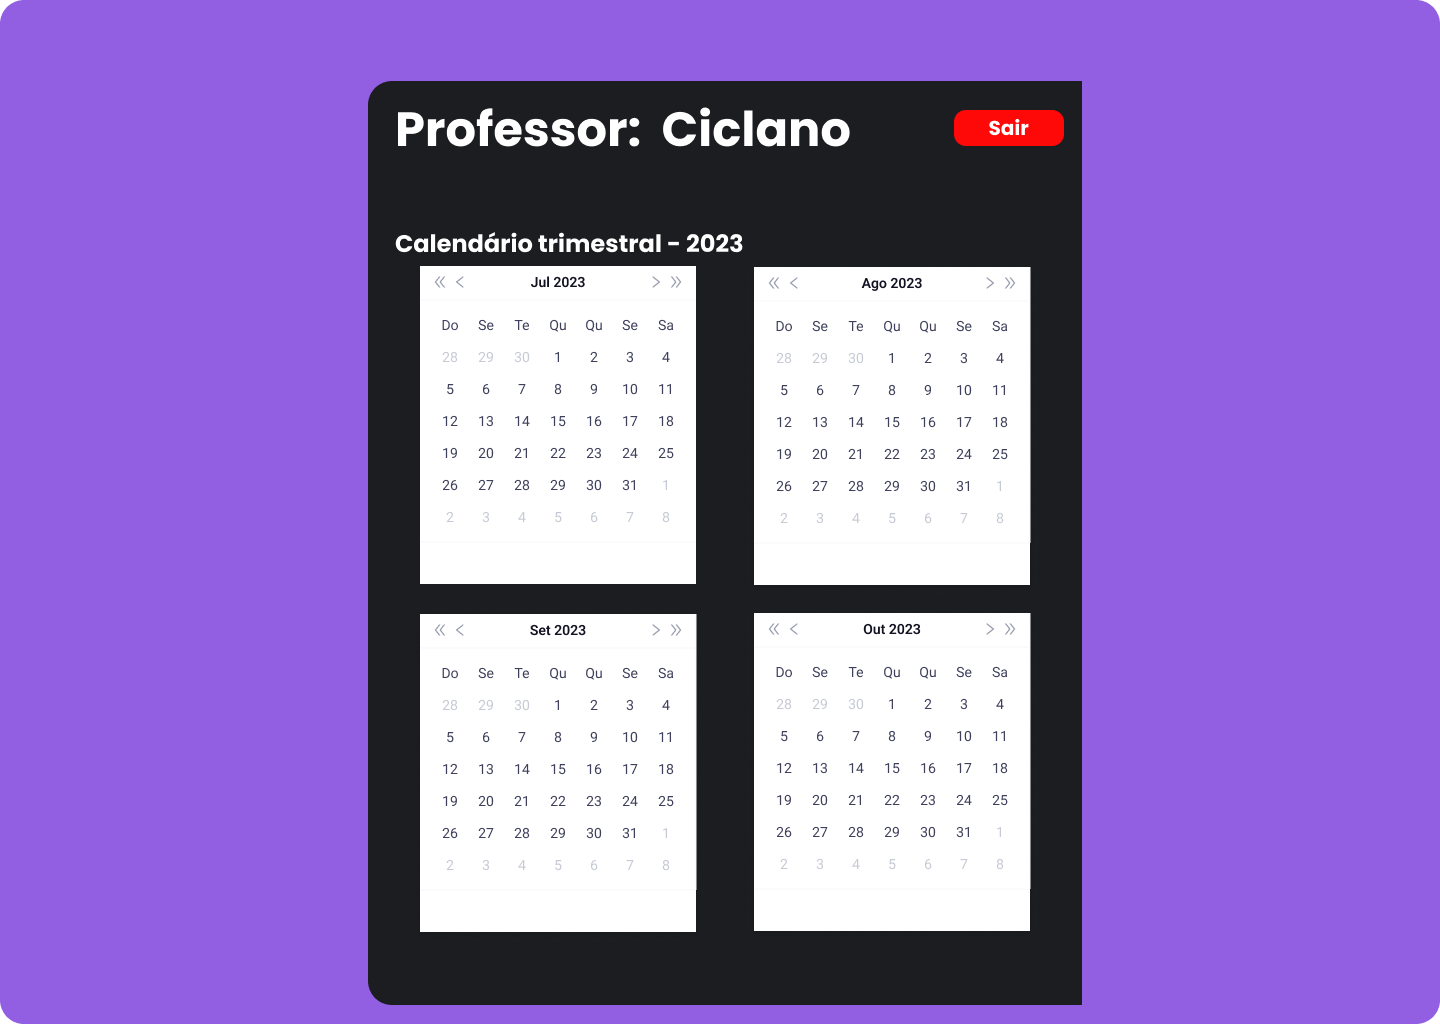 Professor: Ciclano
Sair
Calendário trimestral - 2023
Jul 2023
Do Se Te Qu Qu Se Sa
28 29 30 1 2 3 4
5 6 7 8 9 10 11
12 13 14 15 16 17 18
19 20 21 22 23 24 25
26 27 28 29 30 31 1
2 3 4 5 6 7 8
Ago 2023
Do Se Te Qu Qu Se Sa
28 29 30 1 2 3 4
5 6 7 8 9 10 11
12 13 14 15 16 17 18
19 20 21 22 23 24 25
26 27 28 29 30 31 1
2 3 4 5 6 7 8
Set 2023
Do Se Te Qu Qu Se Sa
28 29 30 1 2 3 4
5 6 7 8 9 10 11
12 13 14 15 16 17 18
19 20 21 22 23 24 25
26 27 28 29 30 31 1
2 3 4 5 6 7 8
Out 2023
Do Se Te Qu Qu Se Sa
28 29 30 1 2 3 4
5 6 7 8 9 10 11
12 13 14 15 16 17 18
19 20 21 22 23 24 25
26 27 28 29 30 31 1
2 3 4 5 6 7 8